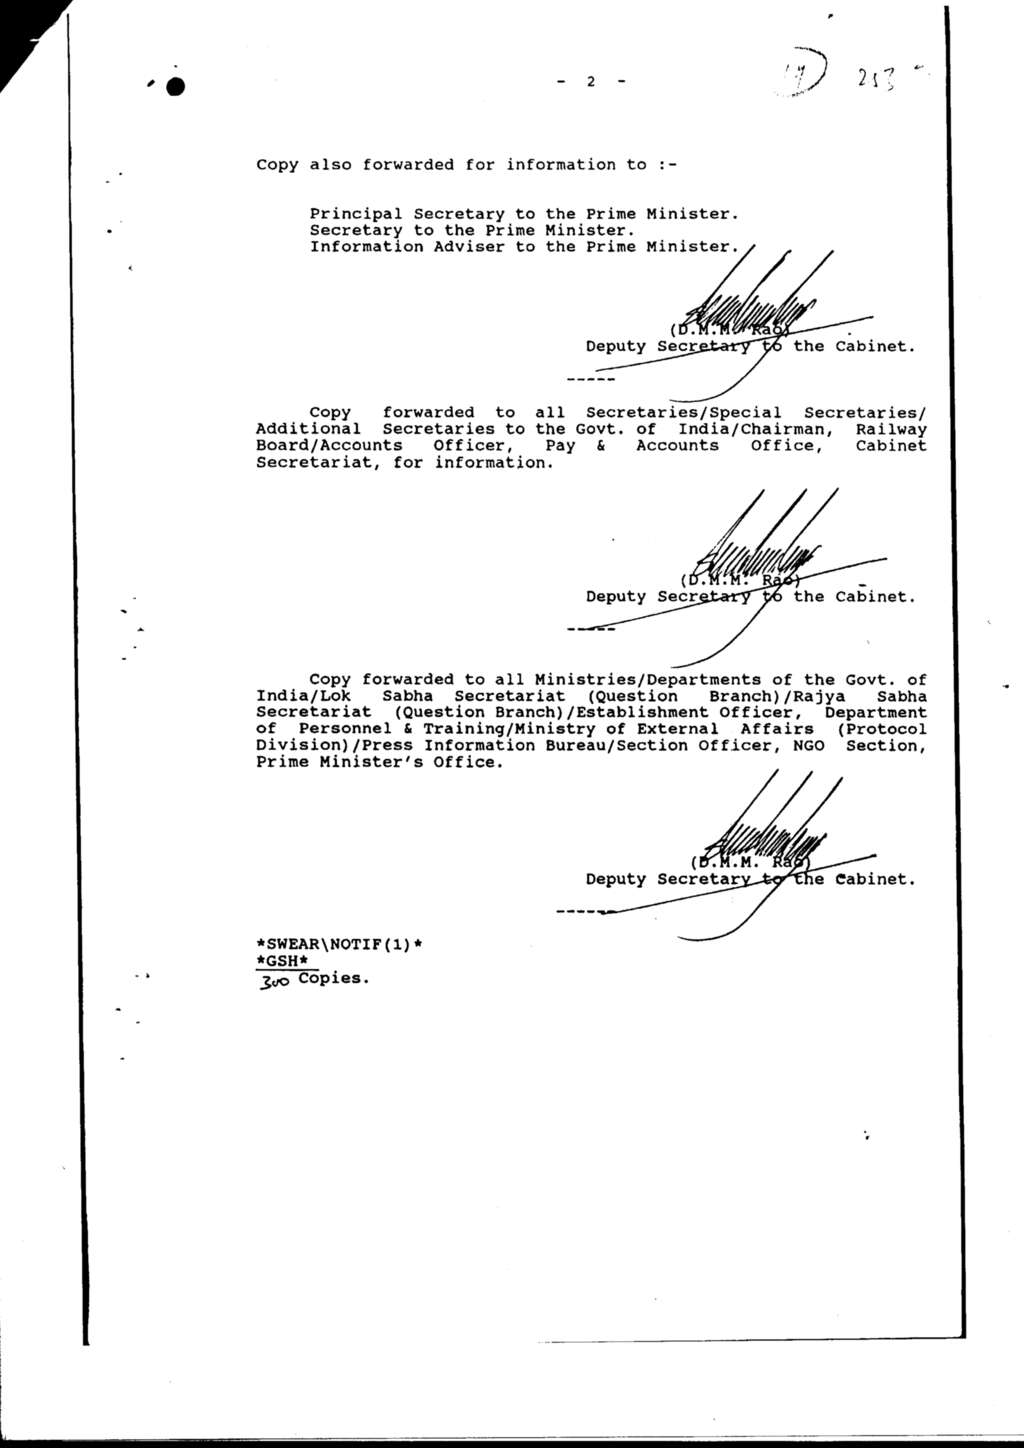 - 2 -
253
Copy also forwarded for information to :-
Principal Secretary to the Prime Minister.
Secretary to the Prime Minister.
Information Adviser to the Prime Minister.
(D.M.M. Rao)
Deputy Secretary to the Cabinet.
-----
Copy forwarded to all Secretaries/Special Secretaries/
Additional Secretaries to the Govt. of India/Chairman, Railway
Board/Accounts Officer, Pay & Accounts Office, Cabinet
Secretariat, for information.
(D.M.M. Rao)
Deputy Secretary to the Cabinet.
-----
Copy forwarded to all Ministries/Departments of the Govt. of
India/Lok Sabha Secretariat (Question Branch)/Rajya Sabha
Secretariat (Question Branch)/Establishment Officer, Department
of Personnel & Training/Ministry of External Affairs (Protocol
Division)/Press Information Bureau/Section Officer, NGO Section,
Prime Minister's Office.
(D.M.M. Rao)
Deputy Secretary to the Cabinet.
------
*SWEAR\NOTIF(1)*
*GSH*
300 Copies.